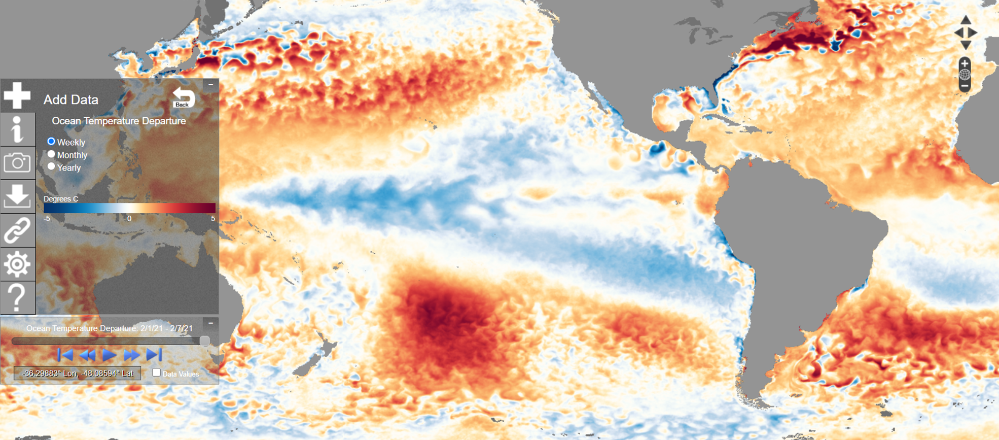 Add Data
Back
Ocean Temperature Departure
Weekly
Monthly
Yearly
Degrees C
-5 0 5
Ocean Temperature Departure: 2/1/21 - 2/7/21
-36.29883° Lon, -48.08594° Lat
Data Values